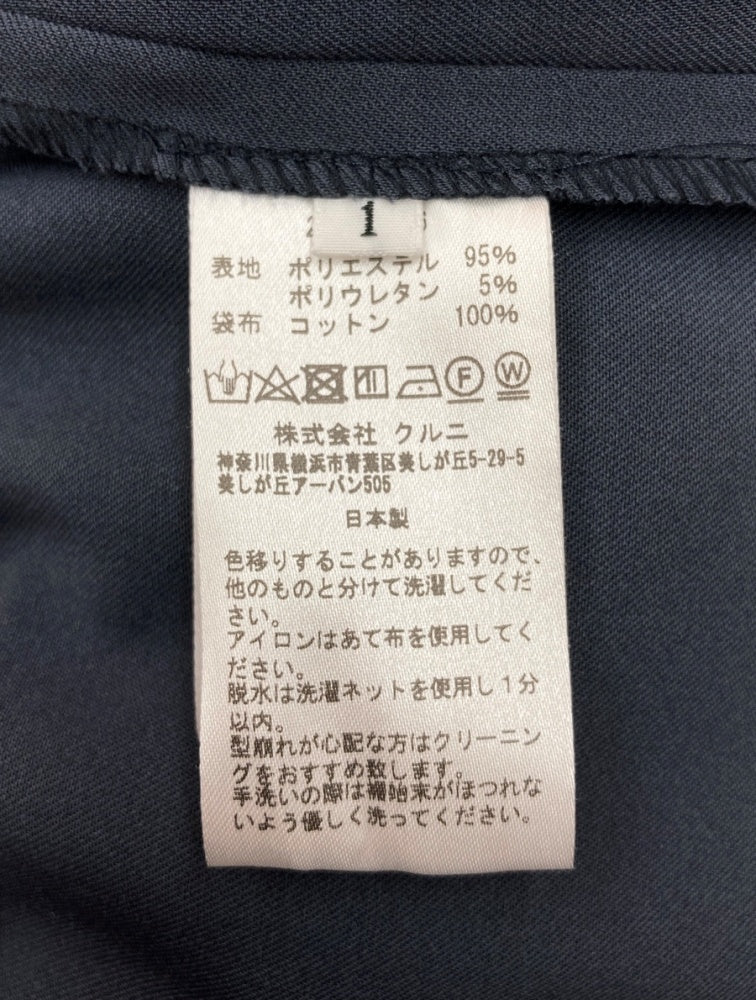 1
表地 ポリエステル 95%
ポリウレタン 5%
袋布 コットン 100%
F W
株式会社 クルニ
神奈川県横浜市青葉区美しが丘5-29-5
美しが丘アーバン505
日本製
色移りすることがありますので、
他のものと分けて洗濯してくだ
さい。
アイロンはあて布を使用してく
ださい。
脱水は洗濯ネットを使用し1分
以内。
型崩れが心配な方はクリーニン
グをおすすめ致します。
手洗いの際は裾始末がほつれな
いよう優しく洗ってください。